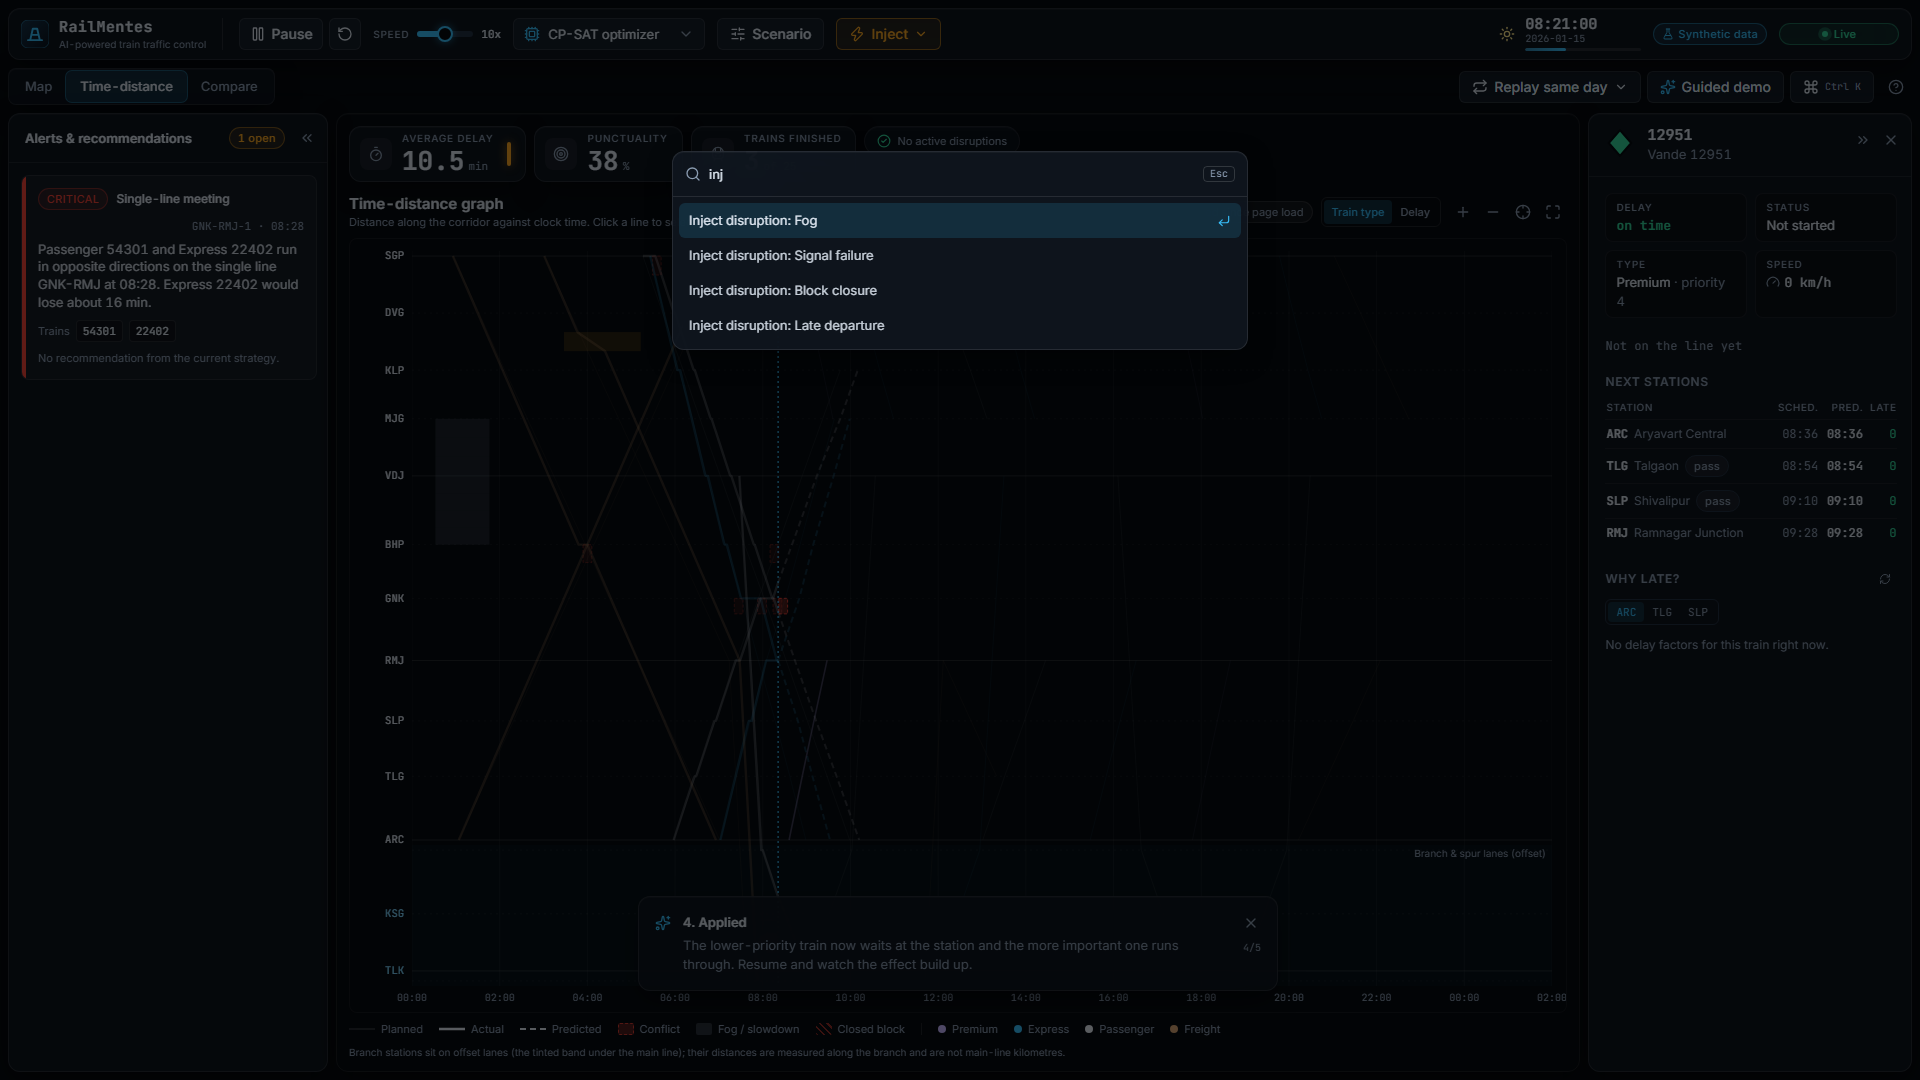 RailMentes
AI-powered train traffic control
Pause
SPEED
10x
CP-SAT optimizer
Scenario
Inject
08:21:00
2026-01-15
Synthetic data
Live
Map
Time-distance
Compare
Replay same day
Guided demo
Ctrl K
Alerts & recommendations
1 open
CRITICAL
Single-line meeting
GNK-RMJ-1 · 08:28
Passenger 54301 and Express 22402 run
in opposite directions on the single line
GNK-RMJ at 08:28. Express 22402 would
lose about 16 min.
Trains 54301 22402
No recommendation from the current strategy.
AVERAGE DELAY
10.5 min
PUNCTUALITY
38 %
TRAINS FINISHED
No active disruptions
inj
Esc
Inject disruption: Fog
Inject disruption: Signal failure
Inject disruption: Block closure
Inject disruption: Late departure
Time-distance graph
Distance along the corridor against clock time. Click a line to s
page load
Train type
Delay
SGP
DVG
KLP
MJG
VDJ
BHP
GNK
RMJ
SLP
TLG
ARC
KSG
TLK
Branch & spur lanes (offset)
4. Applied
The lower-priority train now waits at the station and the more important one runs
through. Resume and watch the effect build up.
4/5
00:00 02:00 04:00 06:00 08:00 10:00 12:00 14:00 16:00 18:00 20:00 22:00 00:00 02:00
Planned Actual Predicted Conflict Fog / slowdown Closed block Premium Express Passenger Freight
Branch stations sit on offset lanes (the tinted band under the main line); their distances are measured along the branch and are not main-line kilometres.
12951
Vande 12951
DELAY
on time
STATUS
Not started
TYPE
Premium · priority
4
SPEED
0 km/h
Not on the line yet
NEXT STATIONS
STATION SCHED. PRED. LATE
ARC Aryavart Central 08:36 08:36 0
TLG Talgaon pass 08:54 08:54 0
SLP Shivalipur pass 09:10 09:10 0
RMJ Ramnagar Junction 09:28 09:28 0
WHY LATE?
ARC TLG SLP
No delay factors for this train right now.